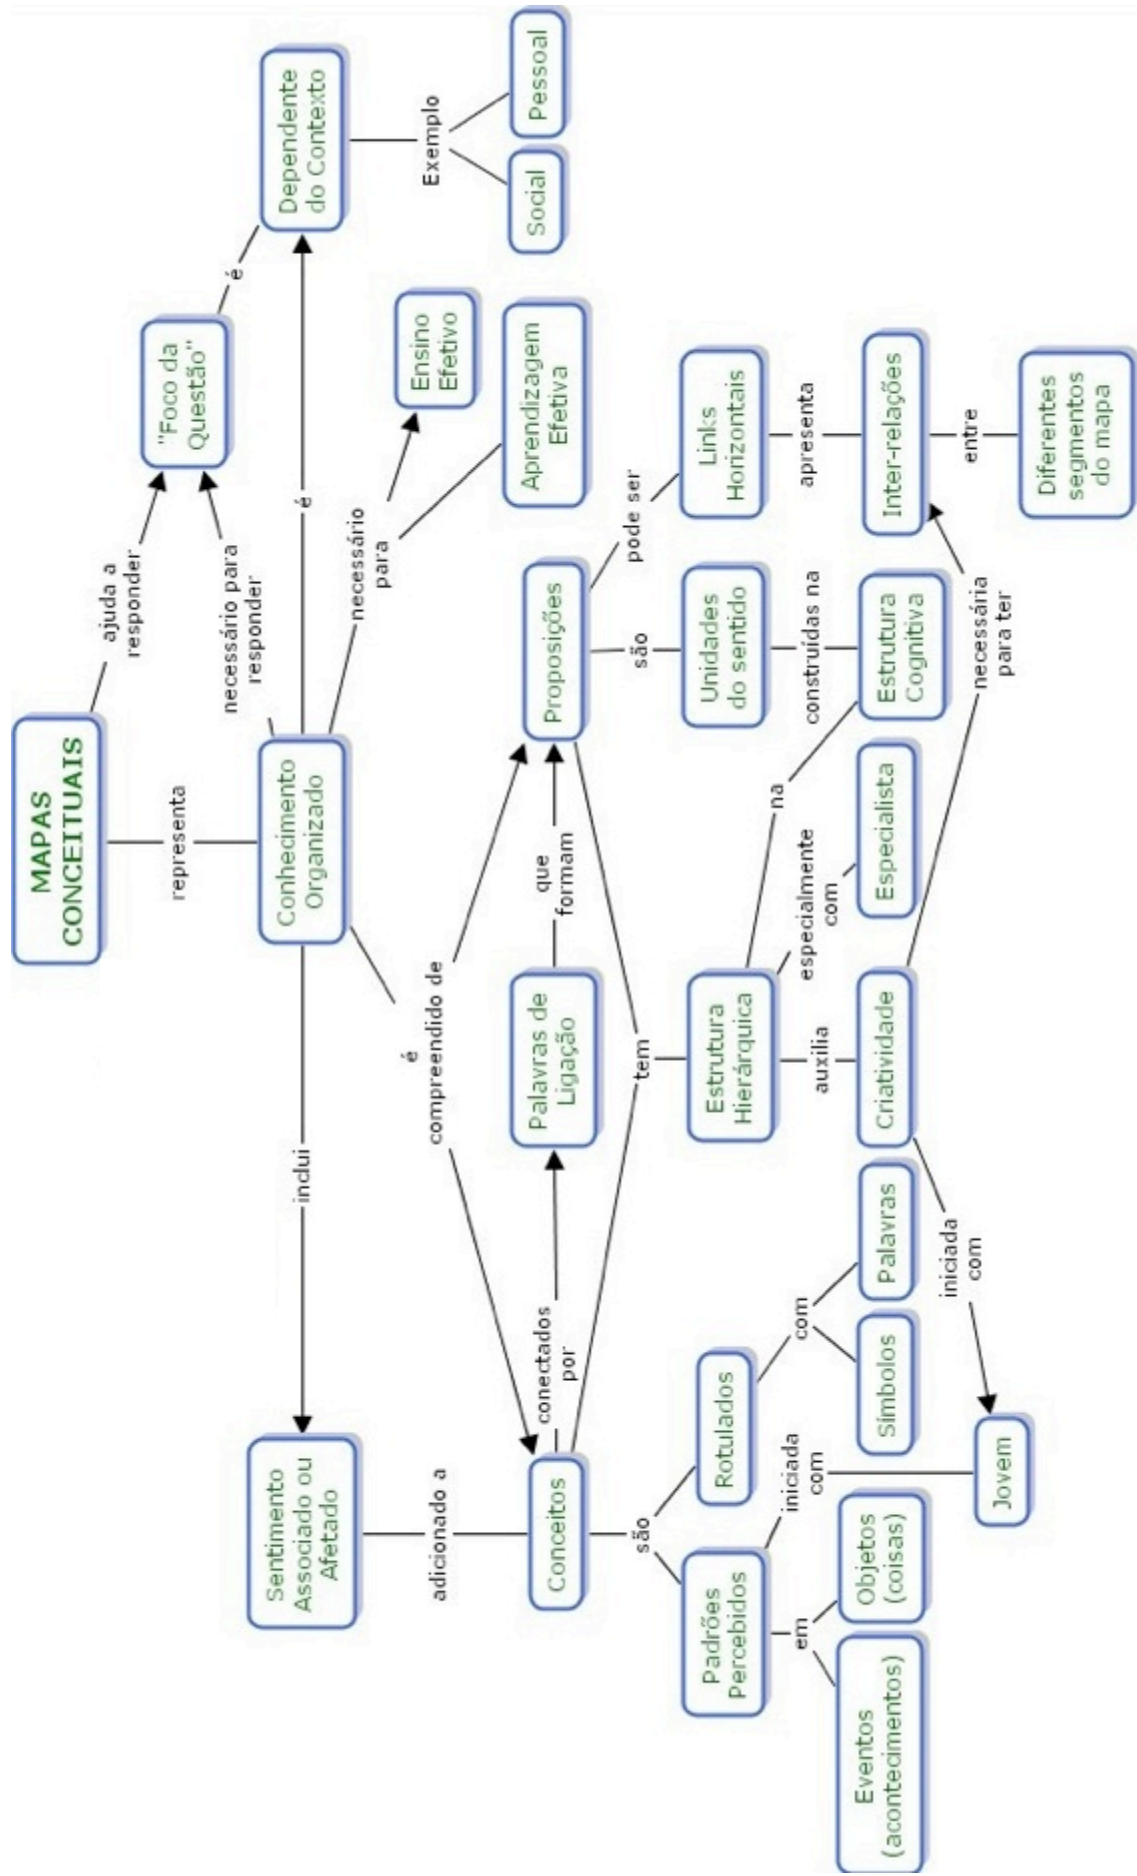 MAPAS
CONCEITUAIS
ajuda a
responder
representa
"Foco da
Questão"
necessário para
responder
é
Dependente
do Contexto
Conhecimento
Organizado
é
inclui
Sentimento
Associado ou
Afetado
Exemplo
Social
Pessoal
necessário
para
Ensino
Efetivo
Aprendizagem
Efetiva
é
compreendido de
adicionado a
Conceitos
conectados
por
Palavras de
Ligação
que
formam
Proposições
pode ser
são
tem
são
Padrões
Percebidos
Rotulados
Estrutura
Hierárquica
Unidades
do sentido
Links
Horizontais
em
iniciada
com
com
auxilia
especialmente
com
na
construídas na
apresenta
Eventos
(acontecimentos)
Objetos
(coisas)
Símbolos
Palavras
Criatividade
Especialista
Estrutura
Cognitiva
Inter-relações
iniciada
com
necessária
para ter
entre
Jovem
Diferentes
segmentos
do mapa